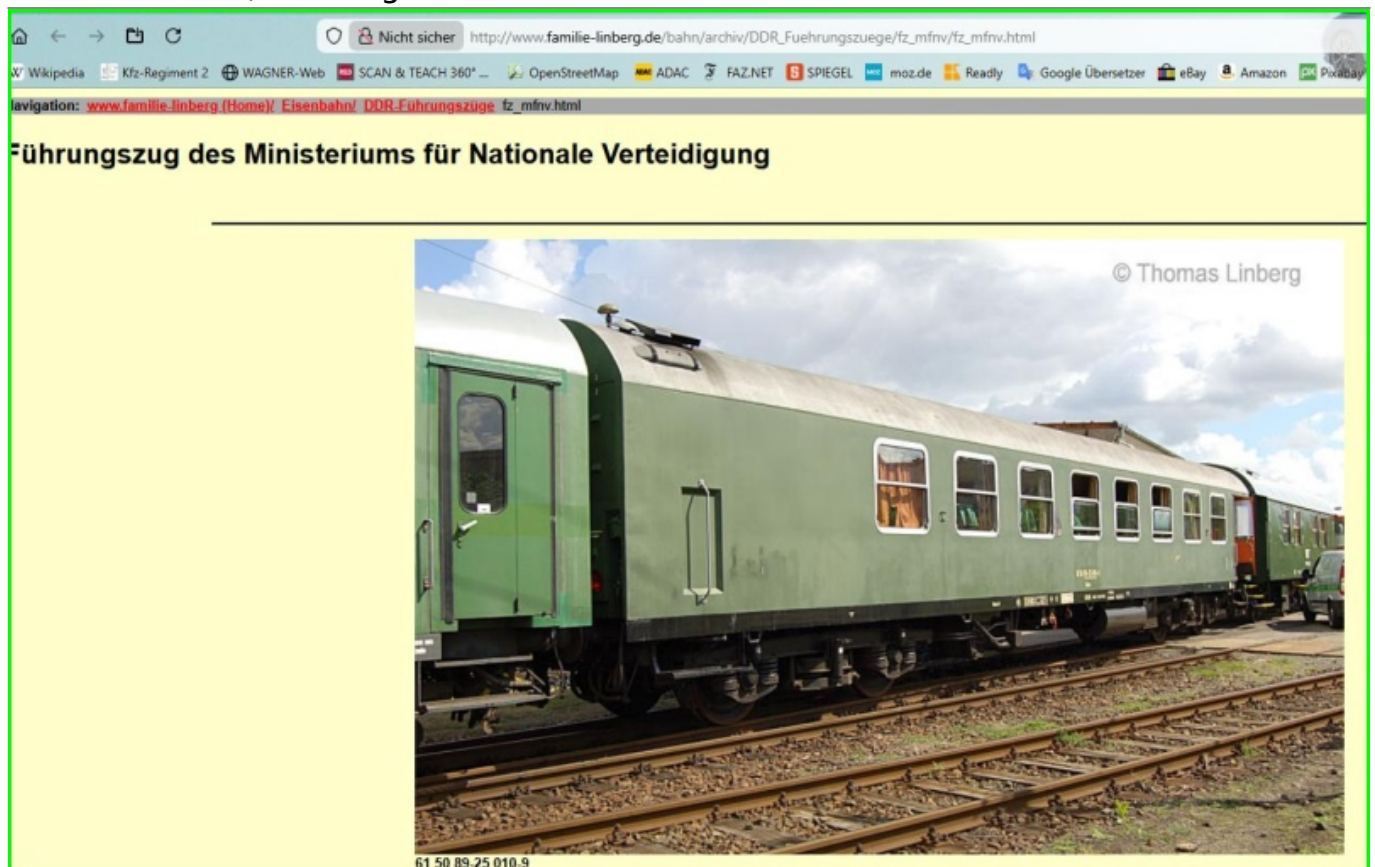 Nicht sicher http://www.familie-linberg.de/bahn/archiv/DDR_Fuehrungszuege/fz_mfnv/fz_mfnv.html
Wikipedia Kfz-Regiment 2 WAGNER-Web SCAN & TEACH 360° ... OpenStreetMap ADAC FAZ.NET SPIEGEL moz.de Readly Google Übersetzer eBay Amazon Pixabay
Navigation: www.familie-linberg (Home)/ Eisenbahn/ DDR-Führungszüge fz_mfnv.html
Führungszug des Ministeriums für Nationale Verteidigung
© Thomas Linberg
61 50 89-25 010-9